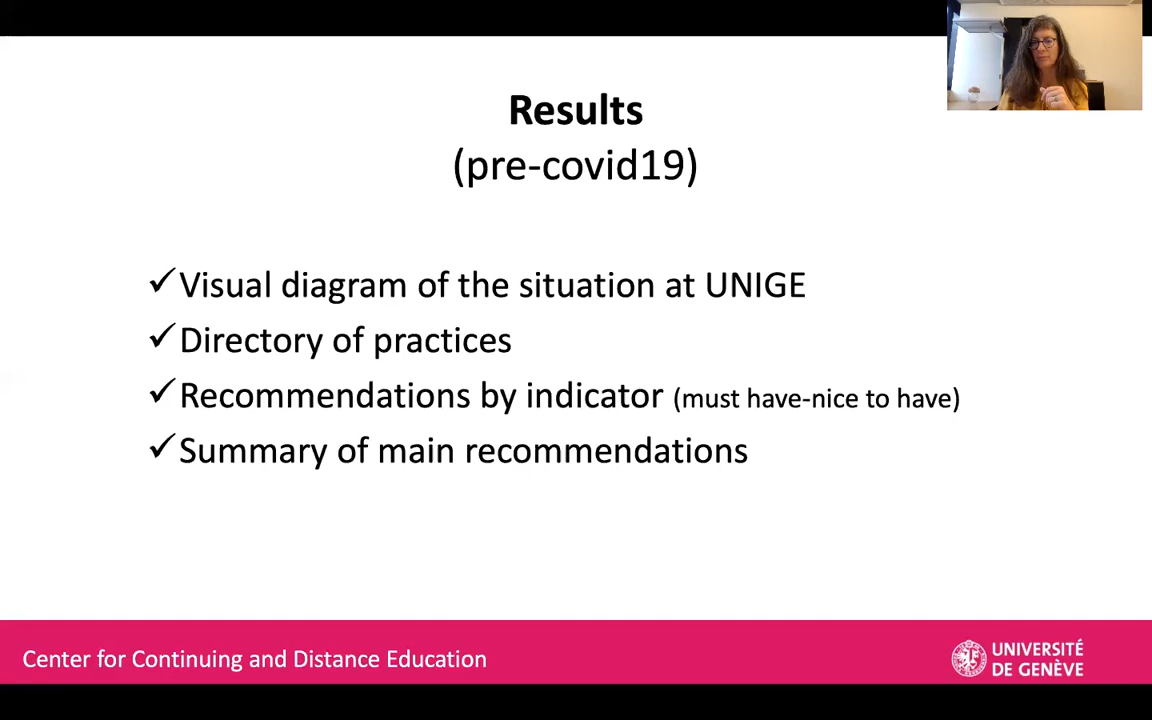 Results
(pre-covid19)
✓Visual diagram of the situation at UNIGE
✓Directory of practices
✓Recommendations by indicator (must have-nice to have)
✓Summary of main recommendations
Center for Continuing and Distance Education
UNIVERSITÉ
DE GENÈVE